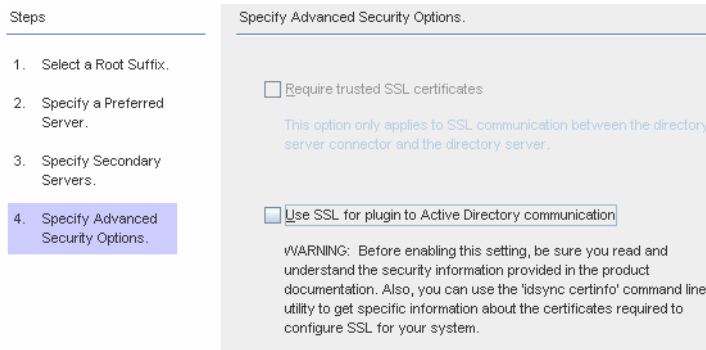 Steps
1. Select a Root Suffix.
2. Specify a Preferred
Server.
3. Specify Secondary
Servers.
4. Specify Advanced
Security Options.
Specify Advanced Security Options.
Require trusted SSL certificates
This option only applies to SSL communication between the directory
server connector and the directory server.
Use SSL for plugin to Active Directory communication
WARNING: Before enabling this setting, be sure you read and
understand the security information provided in the product
documentation. Also, you can use the 'idsync certinfo' command line
utility to get specific information about the certificates required to
configure SSL for your system.